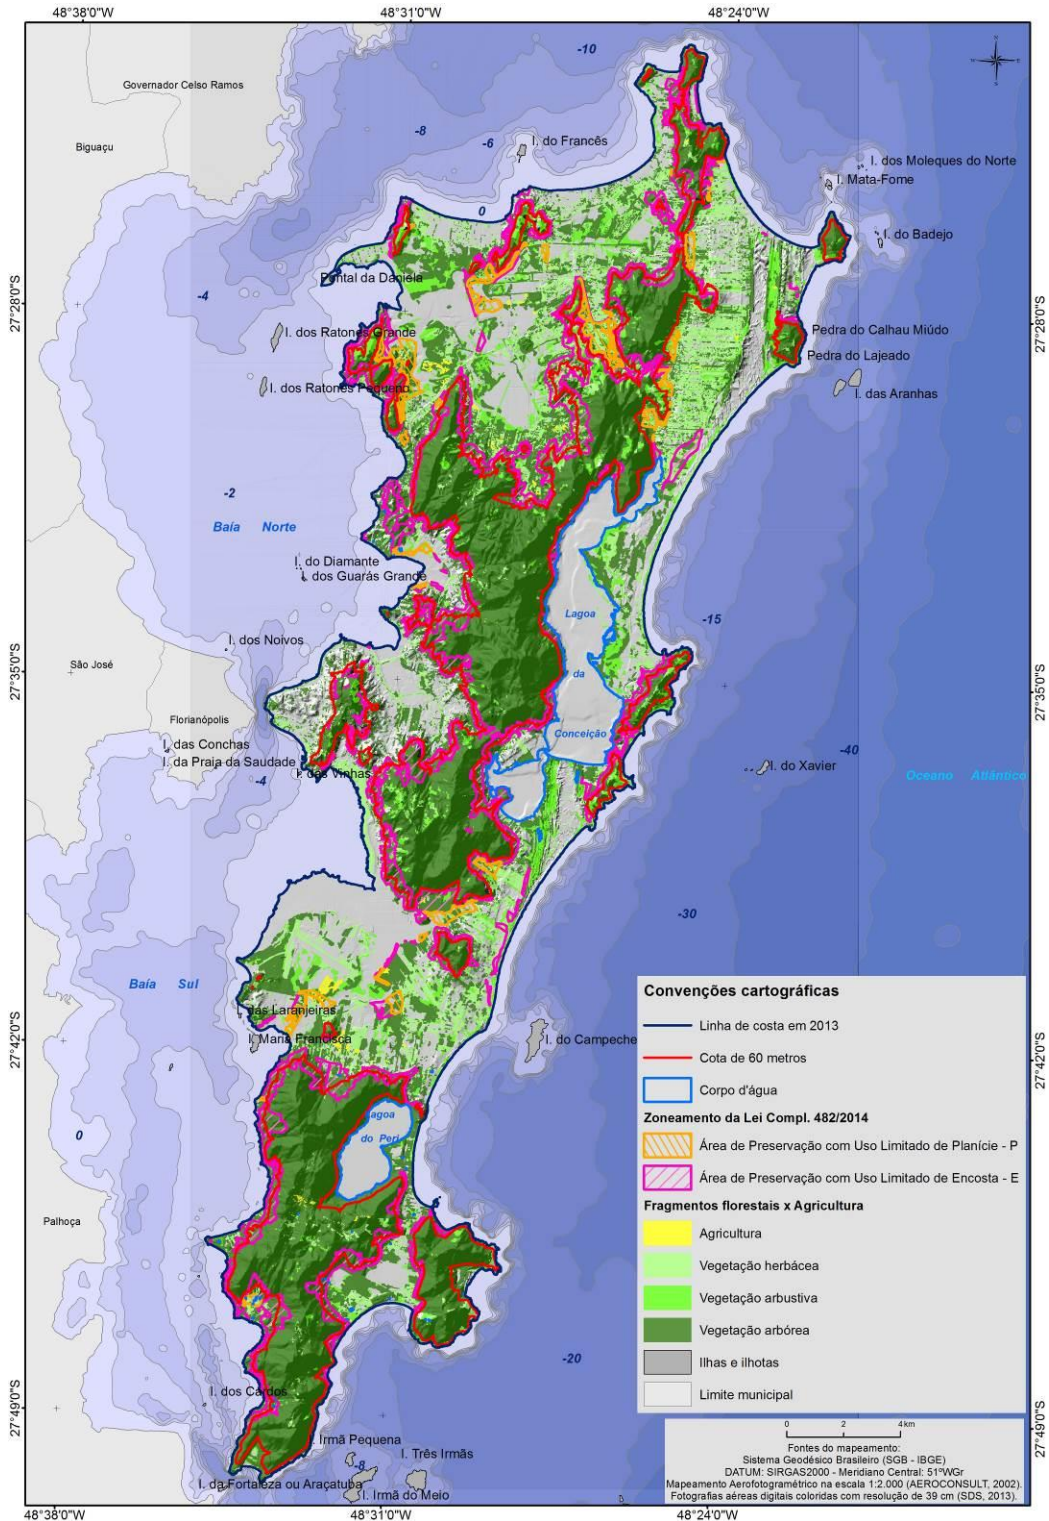 48°38'0"W
48°31'0"W
48°24'0"W
-10
Governador Celso Ramos
-8
-6
I. do Francês
Biguaçu
I. dos Moleques do Norte
I. Mata-Fome
0
I. do Badejo
Pontal da Daniela
-4
27°28'0"S
27°28'0"S
I. dos Ratones Grande
Pedra do Calhau Miúdo
Pedra do Lajeado
I. dos Ratones Pequeno
I. das Aranhas
-2
Baía Norte
I. do Diamante
I. dos Guarás Grande
Lagoa
-15
I. dos Noivos
São José
27°35'0"S
da
27°35'0"S
Florianópolis
Conceição
I. das Conchas
-40
I. da Praia da Saudade
I. das Vinhas
-4
I. do Xavier
Oceano Atlântico
-30
Baía Sul
I. das Laranjeiras
I. Maria Francisca
I. do Campeche
27°42'0"S
27°42'0"S
Lagoa
do Peri
0
Palhoça
-20
I. dos Cardos
27°49'0"S
27°49'0"S
I. Irmã Pequena
I. Três Irmãs
-8
I. da Fortaleza ou Araçatuba
I. Irmã do Meio
Convenções cartográficas
Linha de costa em 2013
Cota de 60 metros
Corpo d'água
Zoneamento da Lei Compl. 482/2014
Área de Preservação com Uso Limitado de Planície - P
Área de Preservação com Uso Limitado de Encosta - E
Fragmentos florestais x Agricultura
Agricultura
Vegetação herbácea
Vegetação arbustiva
Vegetação arbórea
Ilhas e ilhotas
Limite municipal
0 2 4km
Fontes do mapeamento:
Sistema Geodésico Brasileiro (SGB - IBGE)
DATUM: SIRGAS2000 - Meridiano Central: 51°WGr
Mapeamento Aerofotogramétrico na escala 1:2.000 (AEROCONSULT, 2002).
Fotografias aéreas digitais coloridas com resolução de 39 cm (SDS, 2013).
48°38'0"W
48°31'0"W
48°24'0"W